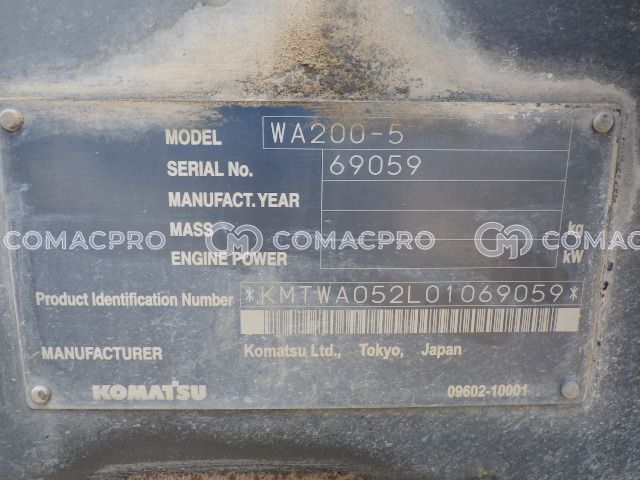 MODEL WA200-5
SERIAL No. 69059
MANUFACT. YEAR
MASS kg
COMACPRO COMACPRO COMACPRO
ENGINE POWER kW
Product Identification Number *KMTWA052L01069059*
MANUFACTURER Komatsu Ltd., Tokyo, Japan
KOMATSU 09602-10001